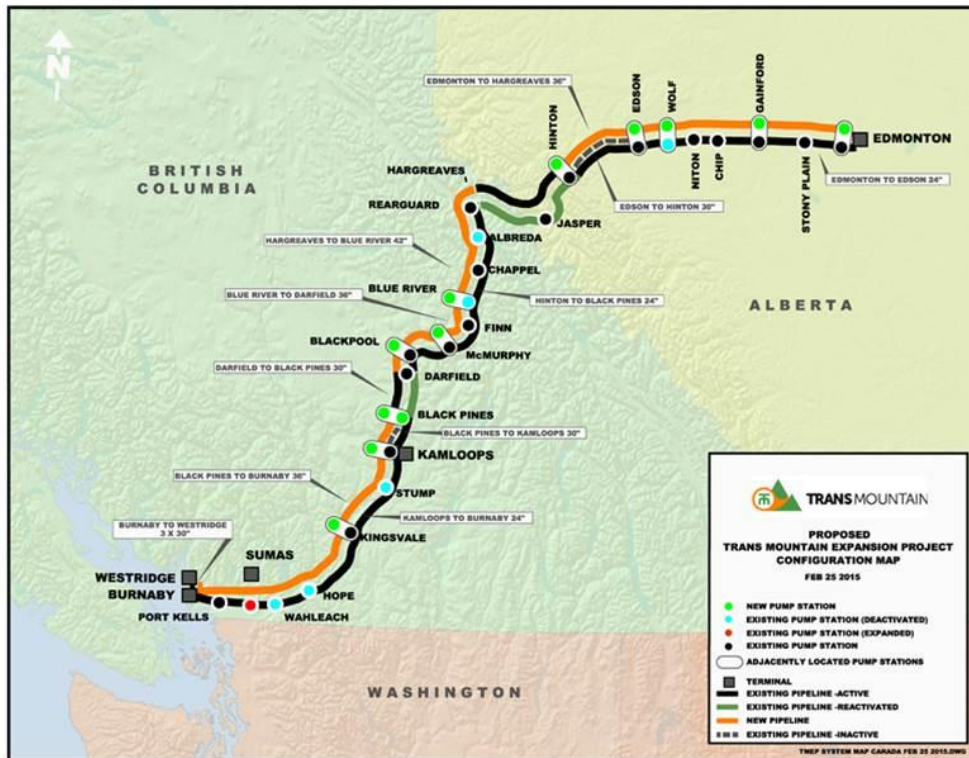 N
EDMONTON TO HARGREAVES 36"
EDSON
WOLF
GAINFORD
HINTON
EDMONTON
BRITISH
COLUMBIA
HARGREAVES
NITON
CHIP
STONY PLAIN
EDMONTON TO EDSON 24"
REARGUARD
EDSON TO HINTON 30"
JASPER
HARGREAVES TO BLUE RIVER 42"
ALBREDA
CHAPPEL
BLUE RIVER
BLUE RIVER TO DARFIELD 36"
HINTON TO BLACK PINES 24"
ALBERTA
FINN
BLACKPOOL
McMURPHY
DARFIELD TO BLACK PINES 30"
DARFIELD
BLACK PINES
BLACK PINES TO KAMLOOPS 30"
KAMLOOPS
BLACK PINES TO BURNABY 36"
STUMP
KAMLOOPS TO BURNABY 24"
BURNABY TO WESTRIDGE
3 X 30"
KINGSVALE
SUMAS
WESTRIDGE
BURNABY
HOPE
PORT KELLS
WAHLEACH
WASHINGTON
TM
TRANSMOUNTAIN
PROPOSED
TRANS MOUNTAIN EXPANSION PROJECT
CONFIGURATION MAP
FEB 25 2015
NEW PUMP STATION
EXISTING PUMP STATION (DEACTIVATED)
EXISTING PUMP STATION (EXPANDED)
EXISTING PUMP STATION
ADJACENTLY LOCATED PUMP STATIONS
TERMINAL
EXISTING PIPELINE -ACTIVE
EXISTING PIPELINE -REACTIVATED
NEW PIPELINE
EXISTING PIPELINE -INACTIVE
TMEP SYSTEM MAP CANADA FEB 25 2015.DWG